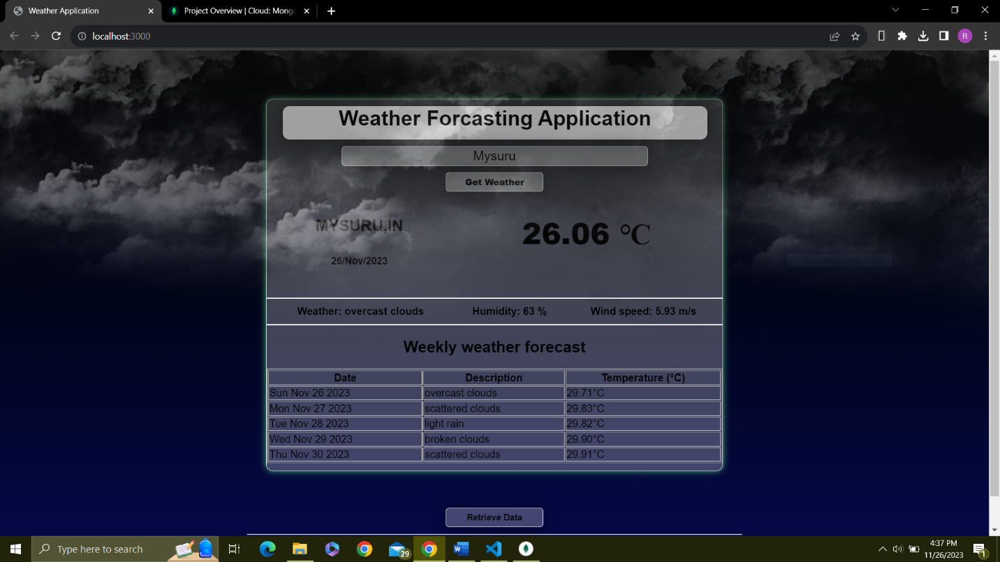 Weather Application
Project Overview | Cloud: Mong
localhost:3000
R
Weather Forcasting Application
Mysuru
Get Weather
MYSURU,IN
26.06 °C
26/Nov/2023
Weather: overcast clouds Humidity: 63 % Wind speed: 5.93 m/s
Weekly weather forecast
Date Description Temperature (°C)
Sun Nov 26 2023 overcast clouds 29.71°C
Mon Nov 27 2023 scattered clouds 29.83°C
Tue Nov 28 2023 light rain 29.82°C
Wed Nov 29 2023 broken clouds 29.90°C
Thu Nov 30 2023 scattered clouds 29.91°C
Retrieve Data
Type here to search
29
4:37 PM
11/26/2023
1